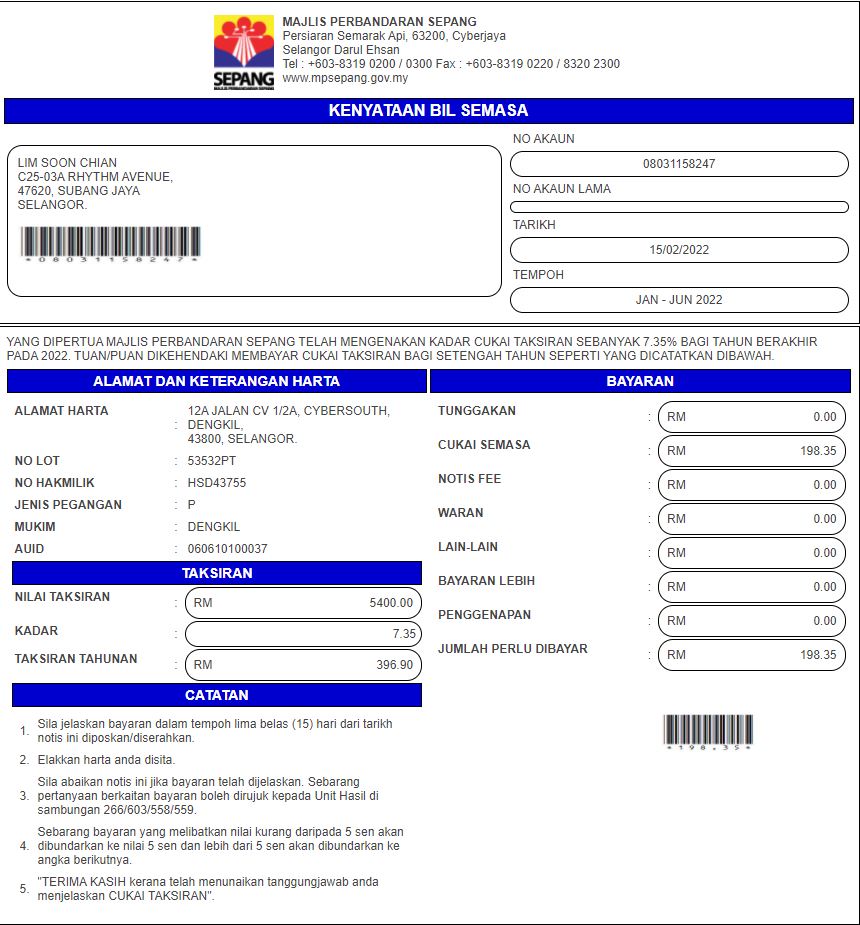 SEPANG
MAJLIS PERBANDARAN SEPANG
MAJLIS PERBANDARAN SEPANG
Persiaran Semarak Api, 63200, Cyberjaya
Selangor Darul Ehsan
Tel : +603-8319 0200 / 0300 Fax : +603-8319 0220 / 8320 2300
www.mpsepang.gov.my
KENYATAAN BIL SEMASA
LIM SOON CHIAN
C25-03A RHYTHM AVENUE,
47620, SUBANG JAYA
SELANGOR.
*08031158247*
NO AKAUN
08031158247
NO AKAUN LAMA
TARIKH
15/02/2022
TEMPOH
JAN - JUN 2022
YANG DIPERTUA MAJLIS PERBANDARAN SEPANG TELAH MENGENAKAN KADAR CUKAI TAKSIRAN SEBANYAK 7.35% BAGI TAHUN BERAKHIR
PADA 2022. TUAN/PUAN DIKEHENDAKI MEMBAYAR CUKAI TAKSIRAN BAGI SETENGAH TAHUN SEPERTI YANG DICATATKAN DIBAWAH.
ALAMAT DAN KETERANGAN HARTA
ALAMAT HARTA : 12A JALAN CV 1/2A, CYBERSOUTH,
DENGKIL,
43800, SELANGOR.
NO LOT : 53532PT
NO HAKMILIK : HSD43755
JENIS PEGANGAN : P
MUKIM : DENGKIL
AUID : 060610100037
TAKSIRAN
NILAI TAKSIRAN : RM 5400.00
KADAR : 7.35
TAKSIRAN TAHUNAN : RM 396.90
CATATAN
1. Sila jelaskan bayaran dalam tempoh lima belas (15) hari dari tarikh
notis ini diposkan/diserahkan.
2. Elakkan harta anda disita.
3. Sila abaikan notis ini jika bayaran telah dijelaskan. Sebarang
pertanyaan berkaitan bayaran boleh dirujuk kepada Unit Hasil di
sambungan 266/603/558/559.
4. Sebarang bayaran yang melibatkan nilai kurang daripada 5 sen akan
dibundarkan ke nilai 5 sen dan lebih dari 5 sen akan dibundarkan ke
angka berikutnya.
5. "TERIMA KASIH kerana telah menunaikan tanggungjawab anda
menjelaskan CUKAI TAKSIRAN".
BAYARAN
TUNGGAKAN : RM 0.00
CUKAI SEMASA : RM 198.35
NOTIS FEE : RM 0.00
WARAN : RM 0.00
LAIN-LAIN : RM 0.00
BAYARAN LEBIH : RM 0.00
PENGGENAPAN : RM 0.00
JUMLAH PERLU DIBAYAR : RM 198.35
*198.35*